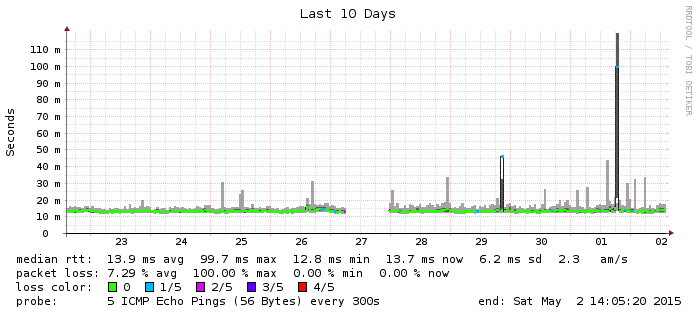 Last 10 Days
RRDTOOL / TOBI OETIKER
Seconds
110 m
100 m
90 m
80 m
70 m
60 m
50 m
40 m
30 m
20 m
10 m
0
23 24 25 26 27 28 29 30 01 02
median rtt: 13.9 ms avg 99.7 ms max 12.8 ms min 13.7 ms now 6.2 ms sd 2.3 am/s
packet loss: 7.29 % avg 100.00 % max 0.00 % min 0.00 % now
loss color: 0 1/5 2/5 3/5 4/5
probe: 5 ICMP Echo Pings (56 Bytes) every 300s end: Sat May 2 14:05:20 2015